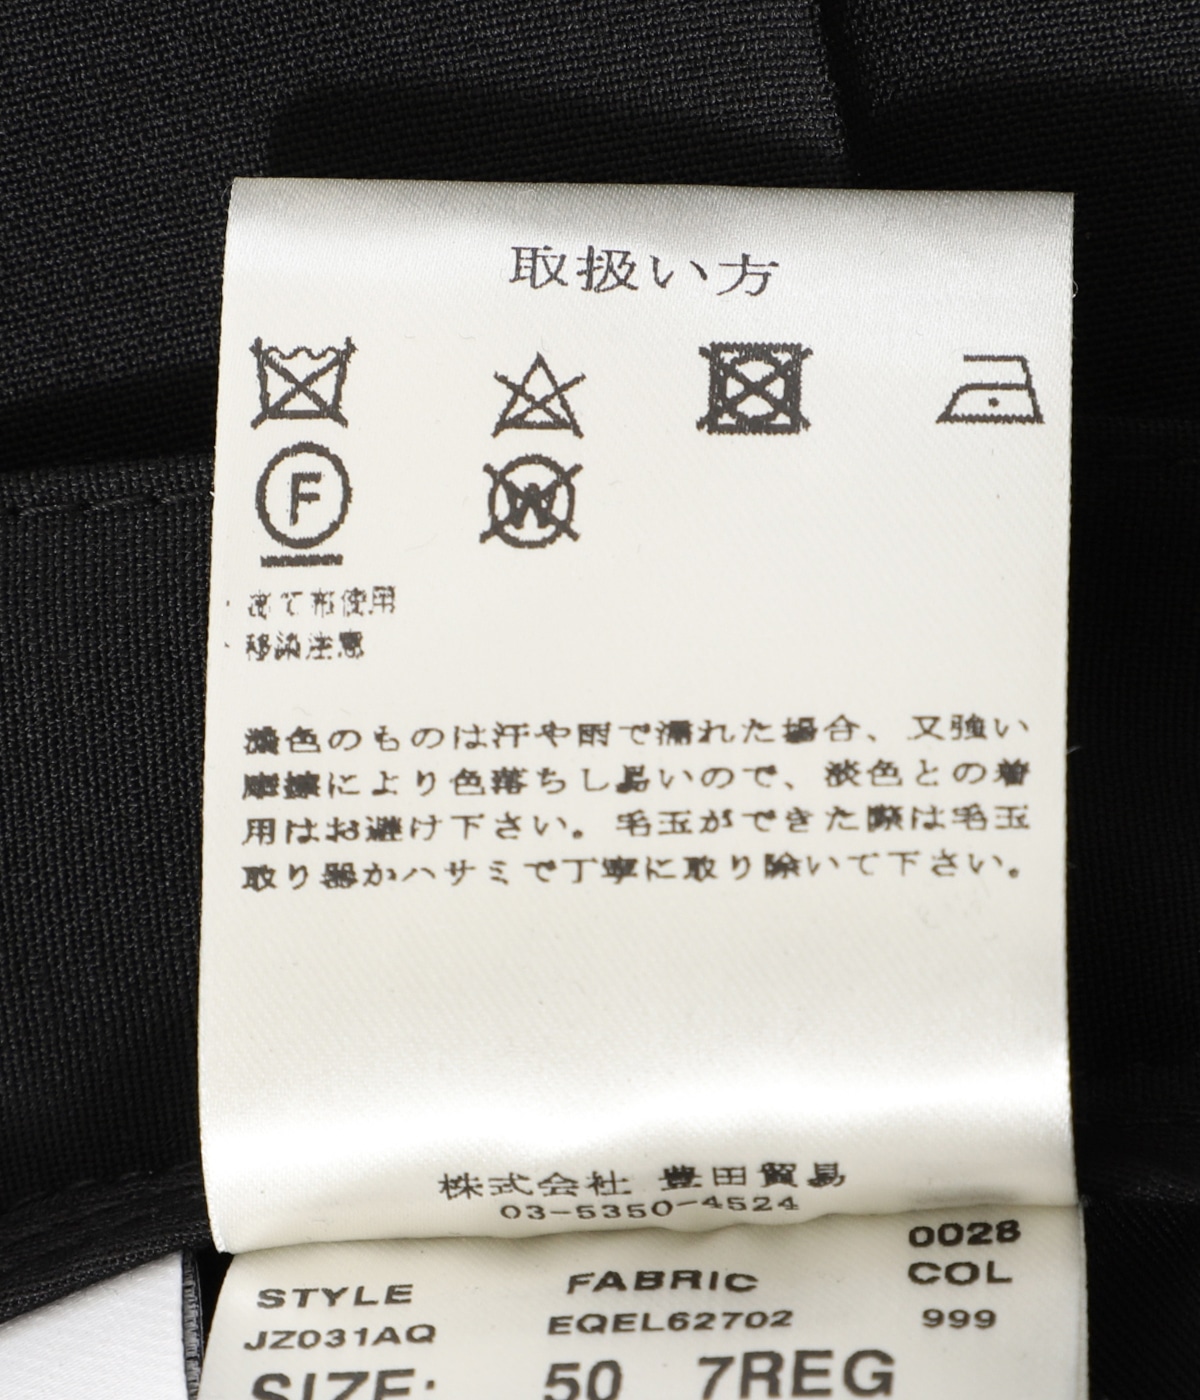 取扱い方
F
W
・当て布使用
・移染注意
濃色のものは汗や雨で濡れた場合、又強い
摩擦により色落ちし易いので、淡色との着
用はお避け下さい。毛玉ができた際は毛玉
取り器かハサミで丁寧に取り除いて下さい。
株式会社 豊田貿易
03-5350-4524
0028
STYLE FABRIC COL
JZ031AQ EQEL62702 999
SIZE: 50 7REG